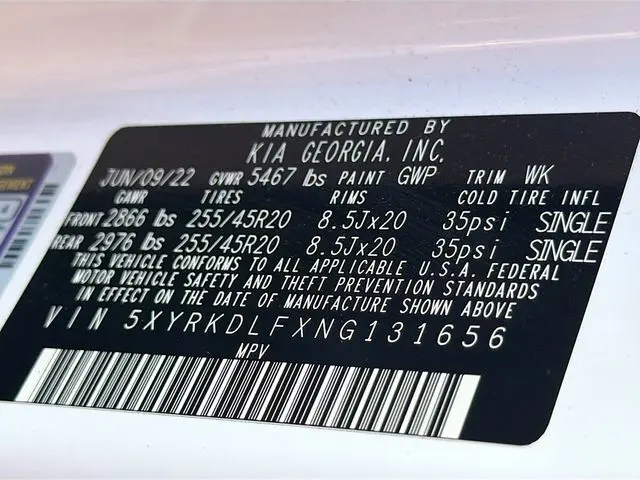 MANUFACTURED BY
KIA GEORGIA, INC.
JUN/09/22 GVWR 5467 lbs PAINT GWP TRIM WK
GAWR TIRES RIMS COLD TIRE INFL
FRONT 2866 lbs 255/45R20 8.5Jx20 35psi SINGLE
REAR 2976 lbs 255/45R20 8.5Jx20 35psi SINGLE
THIS VEHICLE CONFORMS TO ALL APPLICABLE U.S.A. FEDERAL
MOTOR VEHICLE SAFETY AND THEFT PREVENTION STANDARDS
IN EFFECT ON THE DATE OF MANUFACTURE SHOWN ABOVE
VIN 5XYRKDLFXNG131656
MPV